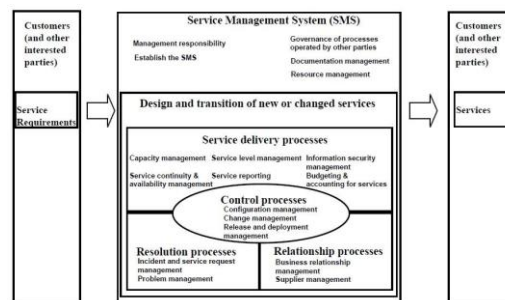 Customers
(and other
interested
parties)
Service
Requirements
Service Management System (SMS)
Management responsibility
Establish the SMS
Governance of processes
operated by other parties
Documentation management
Resource management
Design and transition of new or changed services
Service delivery processes
Capacity management
Service continuity &
availability management
Service level management
Service reporting
Information security
management
Budgeting &
accounting for services
Control processes
Configuration management
Change management
Release and deployment
management
Resolution processes
Incident and service request
management
Problem management
Relationship processes
Business relationship
management
Supplier management
Customers
(and other
interested
parties)
Services